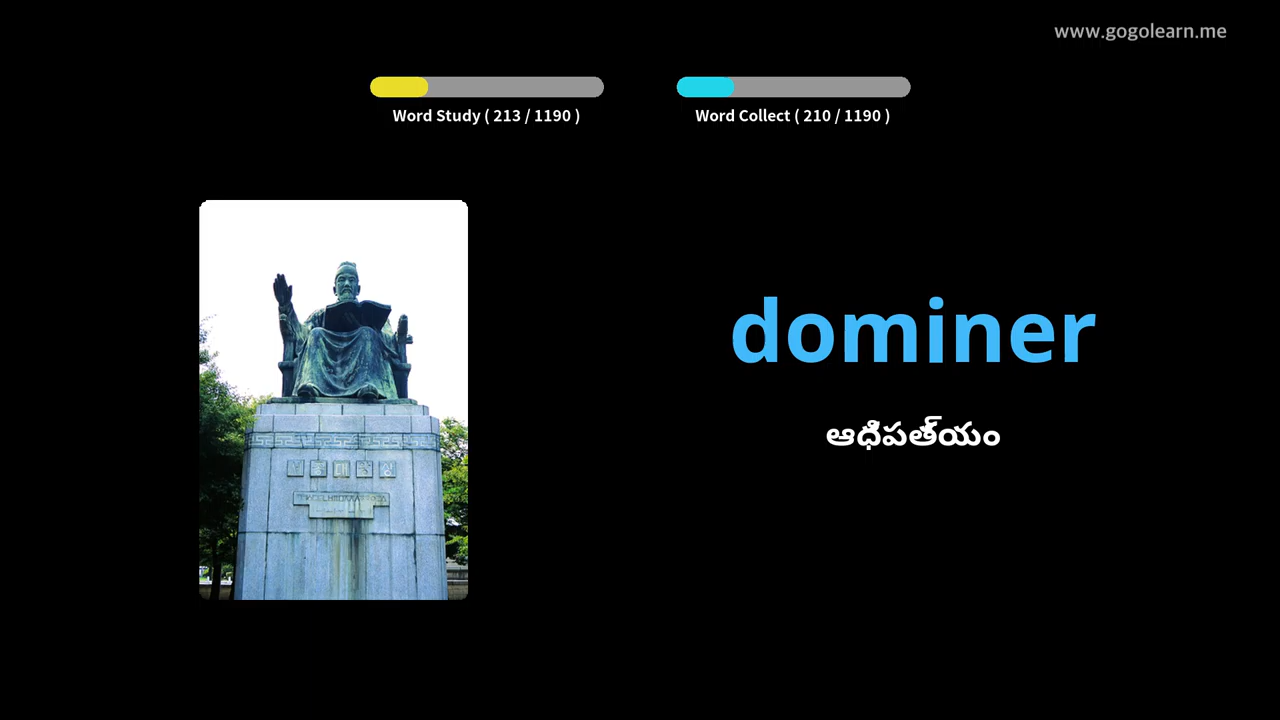 www.gogolearn.me
Word Study ( 213 / 1190 )
Word Collect ( 210 / 1190 )
dominer
ఆధిపత్యం